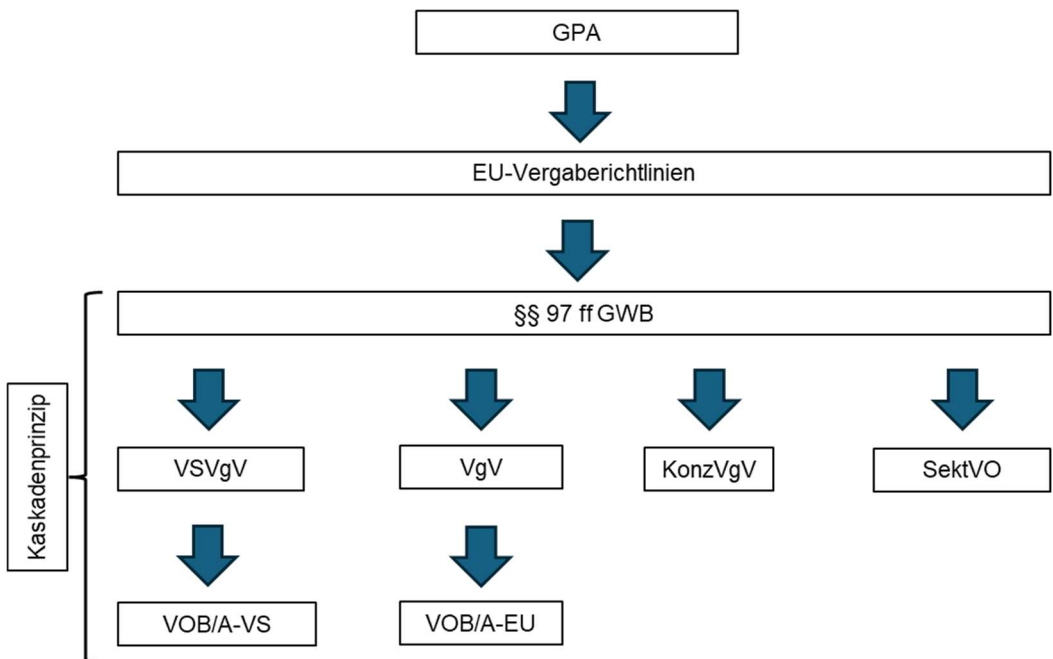 GPA
EU-Vergaberichtlinien
§§ 97 ff GWB
Kaskadenprinzip
VSVgV
VgV
KonzVgV
SektVO
VOB/A-VS
VOB/A-EU